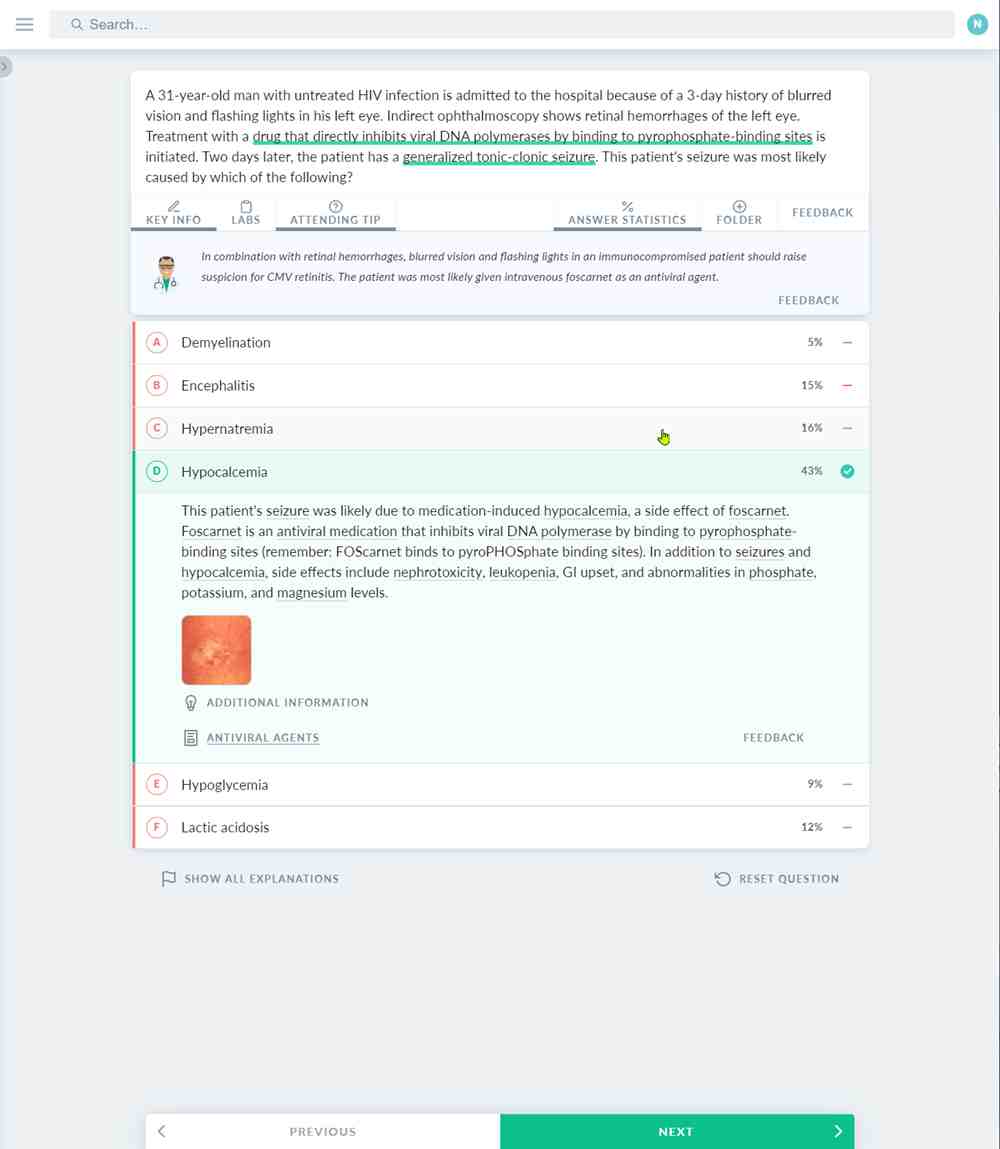 Search...
N
A 31-year-old man with untreated HIV infection is admitted to the hospital because of a 3-day history of blurred
vision and flashing lights in his left eye. Indirect ophthalmoscopy shows retinal hemorrhages of the left eye.
Treatment with a drug that directly inhibits viral DNA polymerases by binding to pyrophosphate-binding sites is
initiated. Two days later, the patient has a generalized tonic-clonic seizure. This patient's seizure was most likely
caused by which of the following?
KEY INFO
LABS
ATTENDING TIP
ANSWER STATISTICS
FOLDER
FEEDBACK
In combination with retinal hemorrhages, blurred vision and flashing lights in an immunocompromised patient should raise
suspicion for CMV retinitis. The patient was most likely given intravenous foscarnet as an antiviral agent.
FEEDBACK
A Demyelination 5%
B Encephalitis 15%
C Hypernatremia 16%
D Hypocalcemia 43%
This patient's seizure was likely due to medication-induced hypocalcemia, a side effect of foscarnet.
Foscarnet is an antiviral medication that inhibits viral DNA polymerase by binding to pyrophosphate-
binding sites (remember: FOScarnet binds to pyroPHOSphate binding sites). In addition to seizures and
hypocalcemia, side effects include nephrotoxicity, leukopenia, GI upset, and abnormalities in phosphate,
potassium, and magnesium levels.
ADDITIONAL INFORMATION
ANTIVIRAL AGENTS
FEEDBACK
E Hypoglycemia 9%
F Lactic acidosis 12%
SHOW ALL EXPLANATIONS
RESET QUESTION
PREVIOUS
NEXT